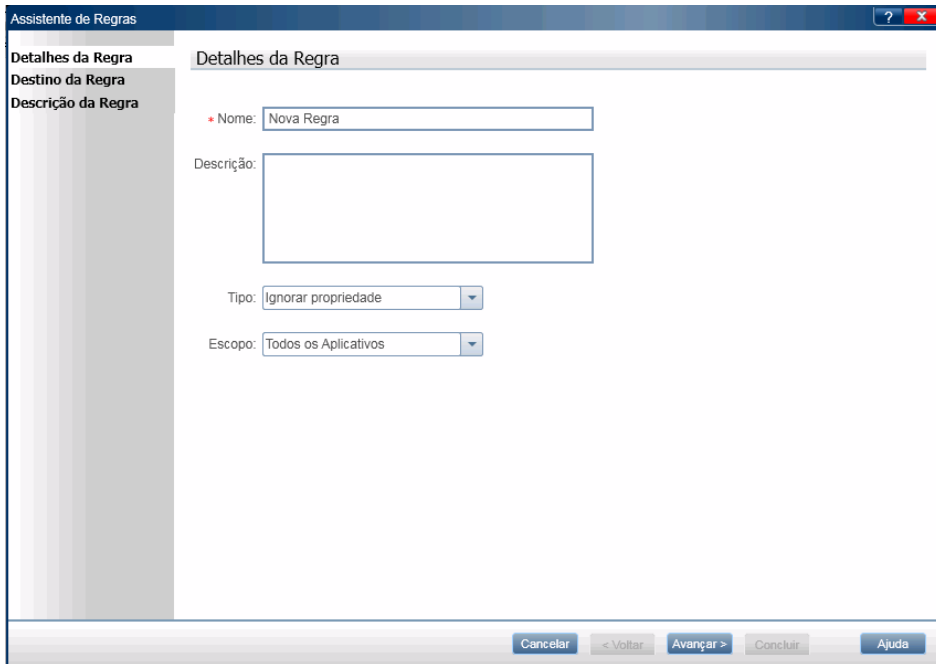 Assistente de Regras
? X
Detalhes da Regra
Destino da Regra
Descrição da Regra
Detalhes da Regra
* Nome: Nova Regra
Descrição:
Tipo: Ignorar propriedade
Escopo: Todos os Aplicativos
Cancelar < Voltar Avançar > Concluir Ajuda